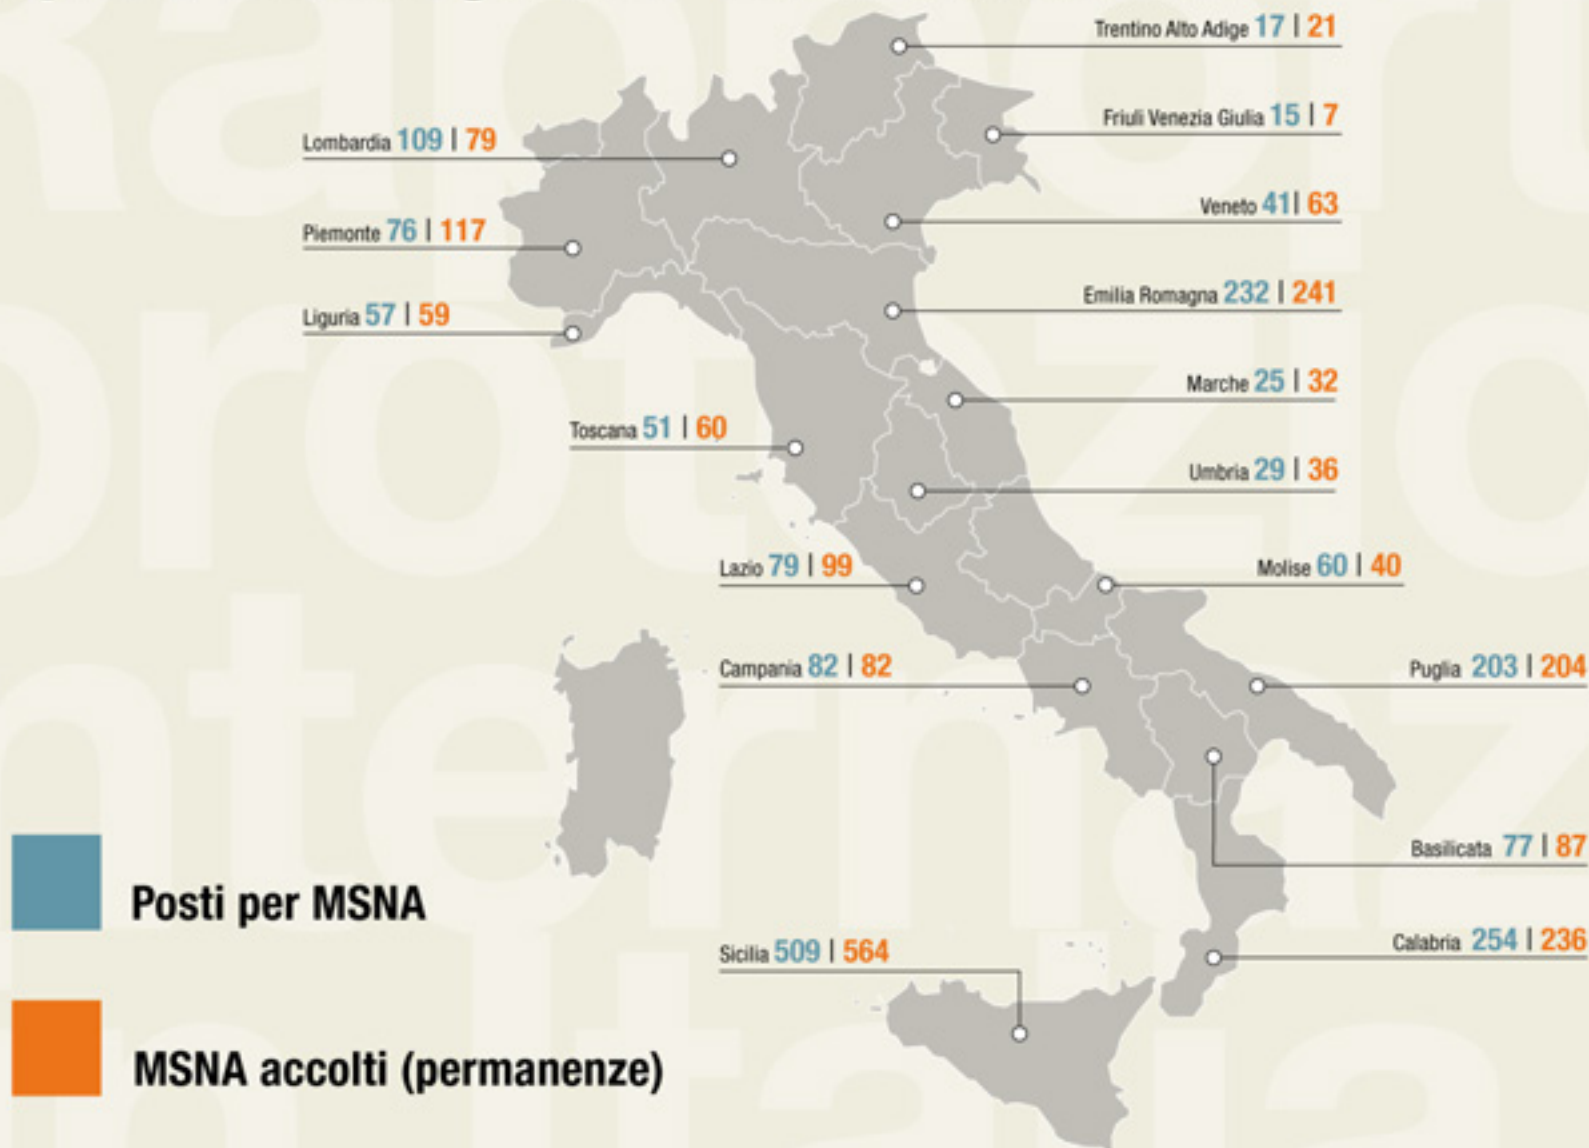 Trentino Alto Adige 17 | 21
Friuli Venezia Giulia 15 | 7
Lombardia 109 | 79
Veneto 41| 63
Piemonte 76 | 117
Emilia Romagna 232 | 241
Liguria 57 | 59
Marche 25 | 32
Toscana 51 | 60
Umbria 29 | 36
Lazio 79 | 99
Molise 60 | 40
Campania 82 | 82
Puglia 203 | 204
Basilicata 77 | 87
Posti per MSNA
Calabria 254 | 236
Sicilia 509 | 564
MSNA accolti (permanenze)